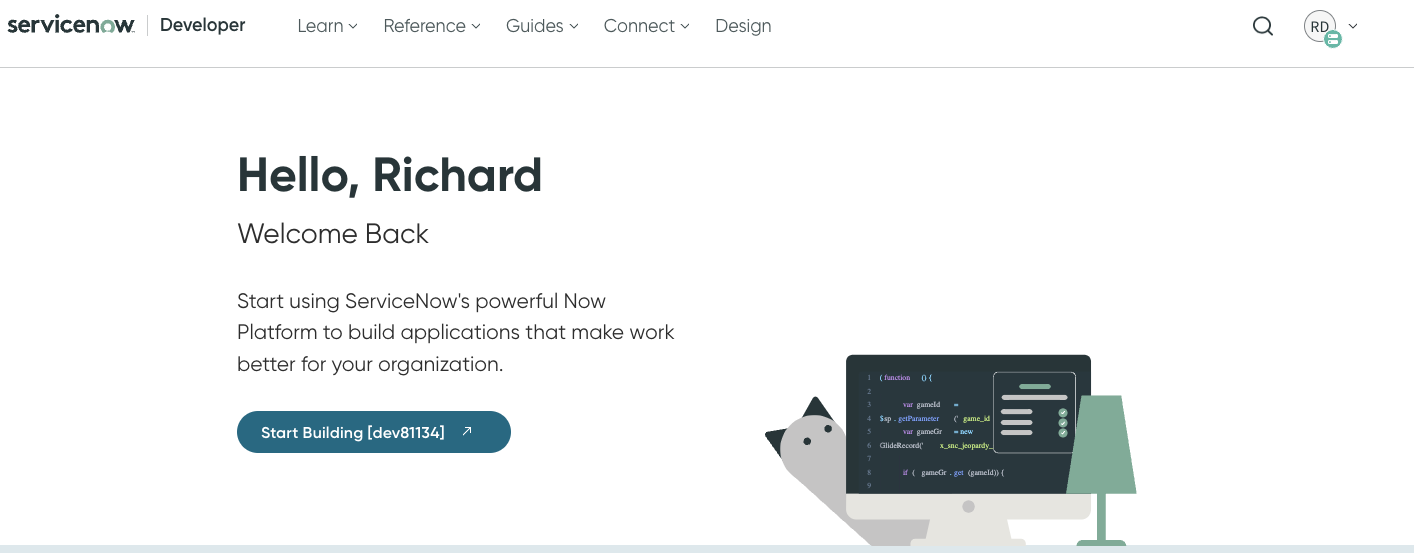 servicenow Developer Learn Reference Guides Connect Design RD
Hello, Richard
Welcome Back
Start using ServiceNow's powerful Now
Platform to build applications that make work
better for your organization.
Start Building [dev81134]
1 ( function () {
2
3 var gameId =
4 $sp . getParameter (' game_id
5 var gameGr = new
6 GlideRecord(' x_snc_jeopardy_
7
8 if ( gameGr . get (gameId)) {
9